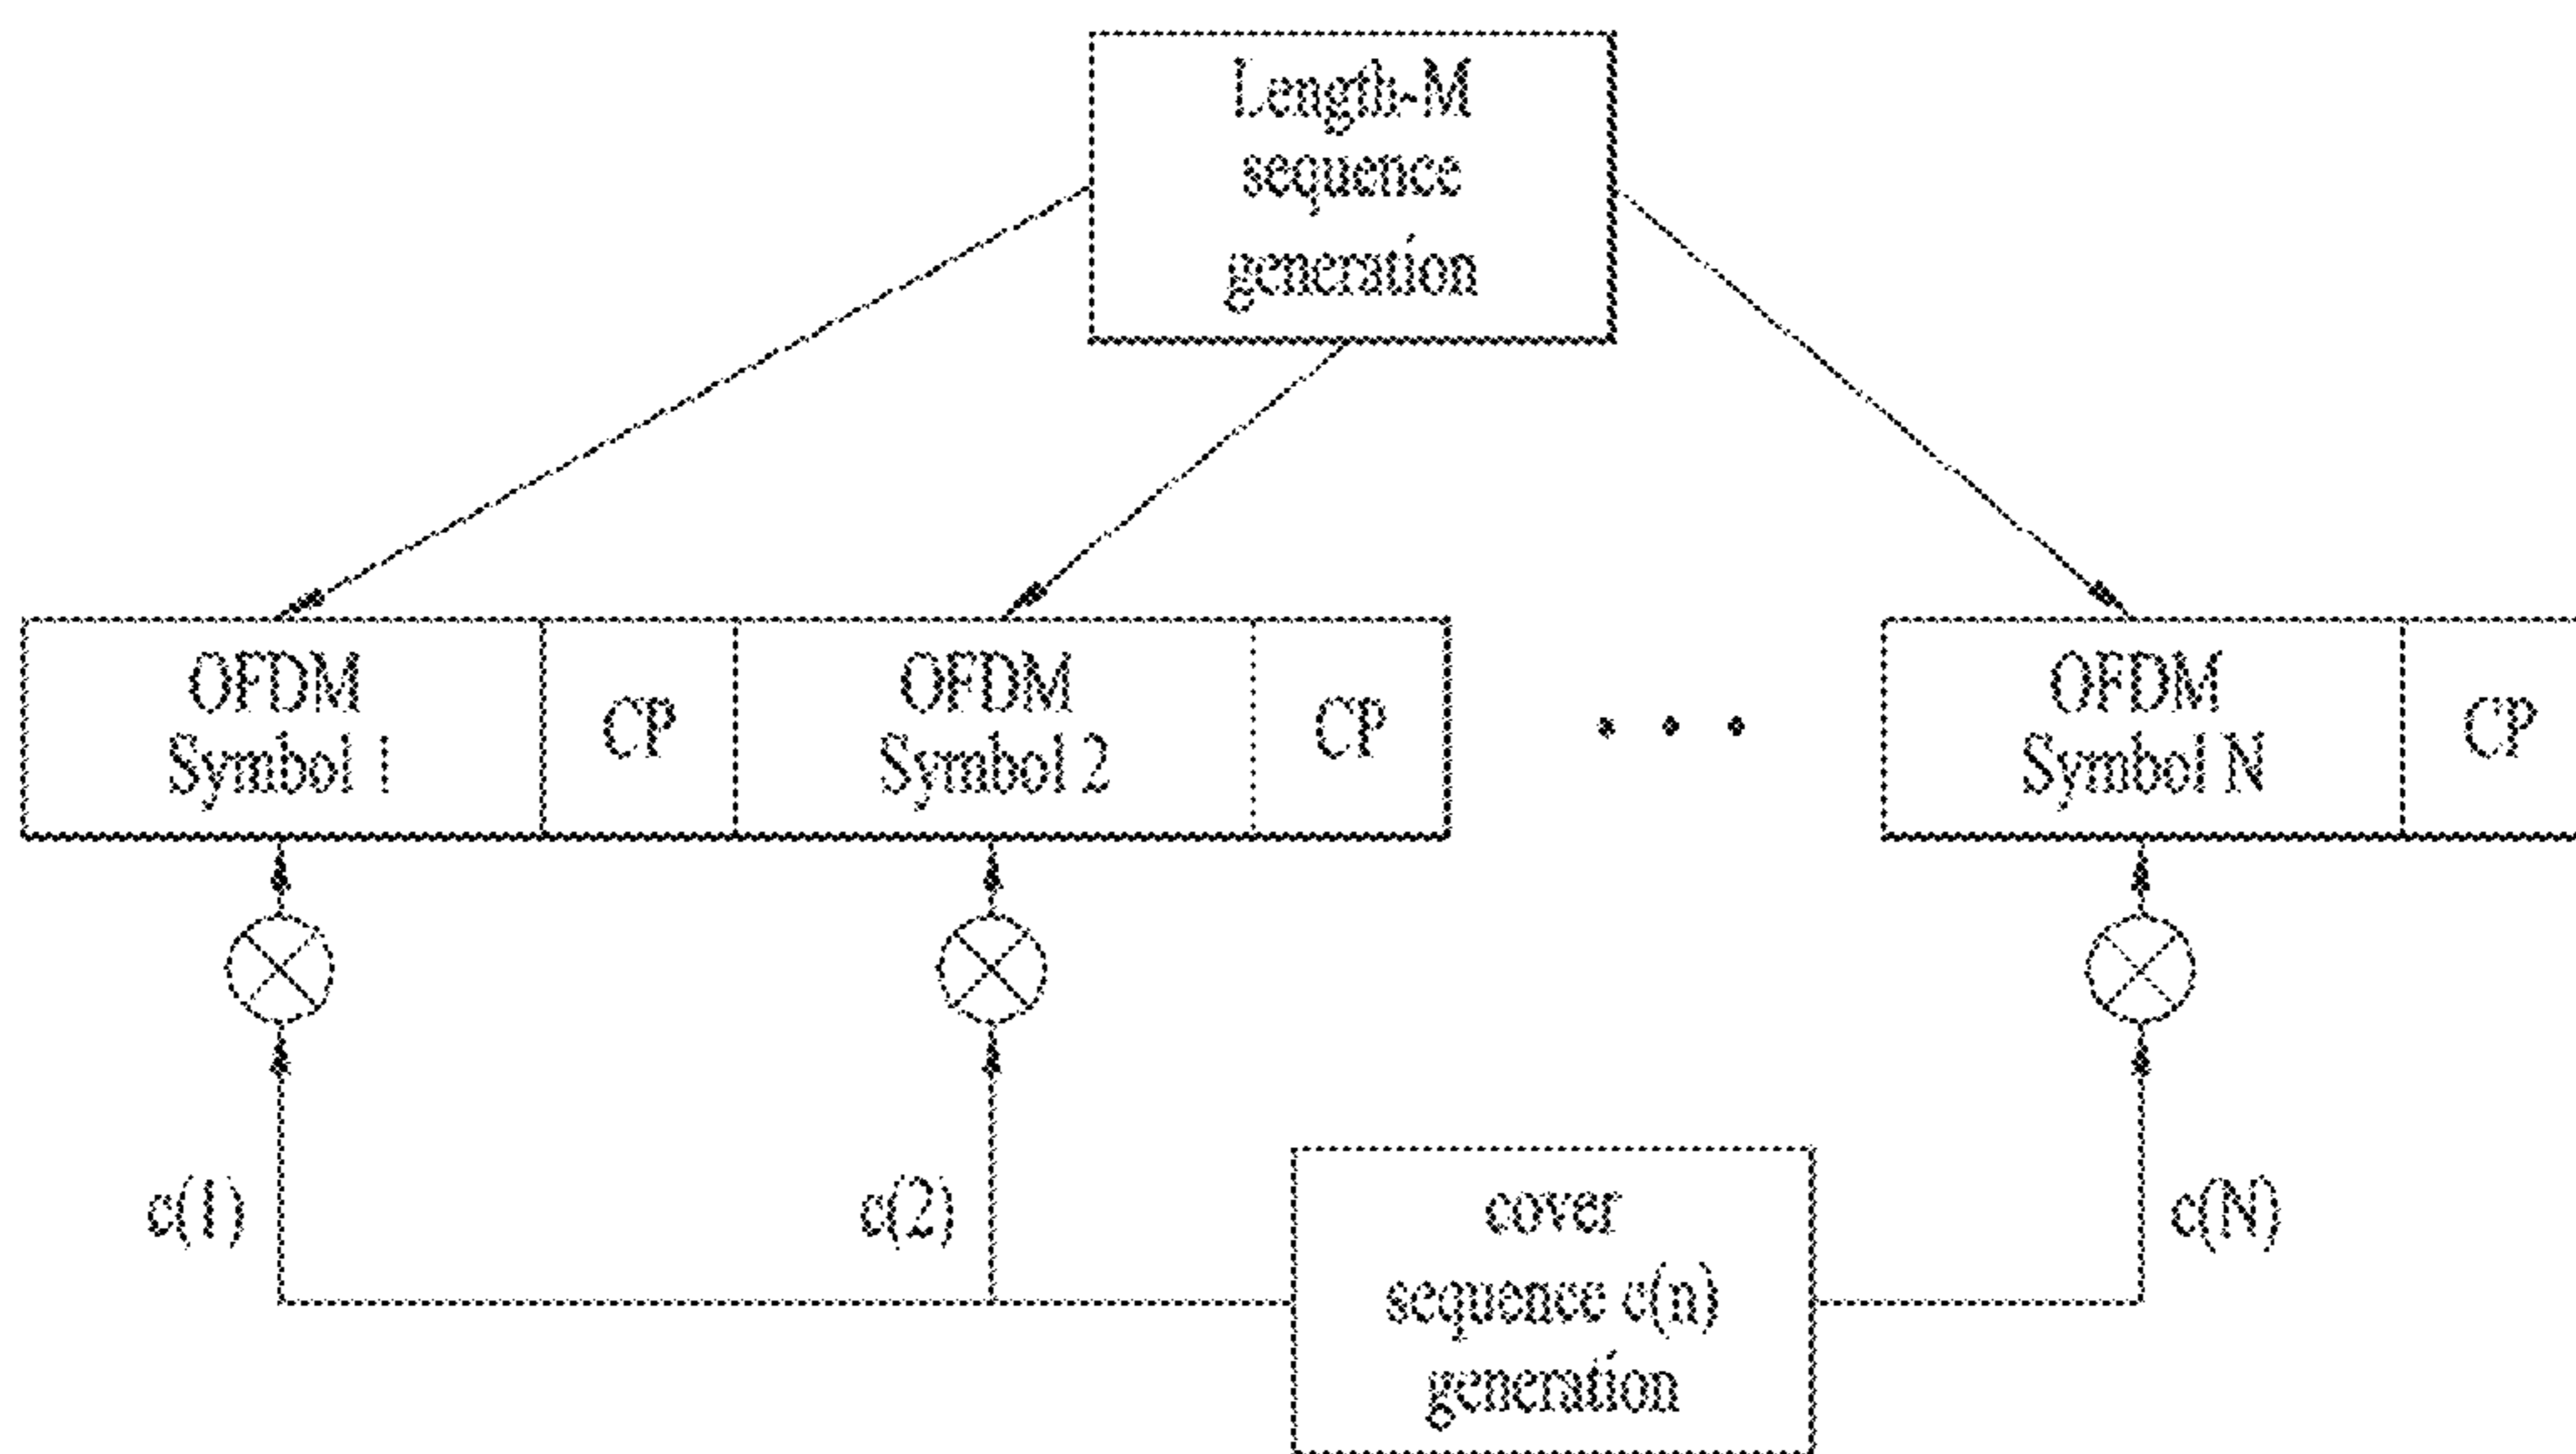 Length-M
sequence
generation
OFDM
Symbol 1
CP
OFDM
Symbol 2
CP
• • •
OFDM
Symbol N
CP
c(1)
c(2)
c(N)
cover
sequence c(n)
generation